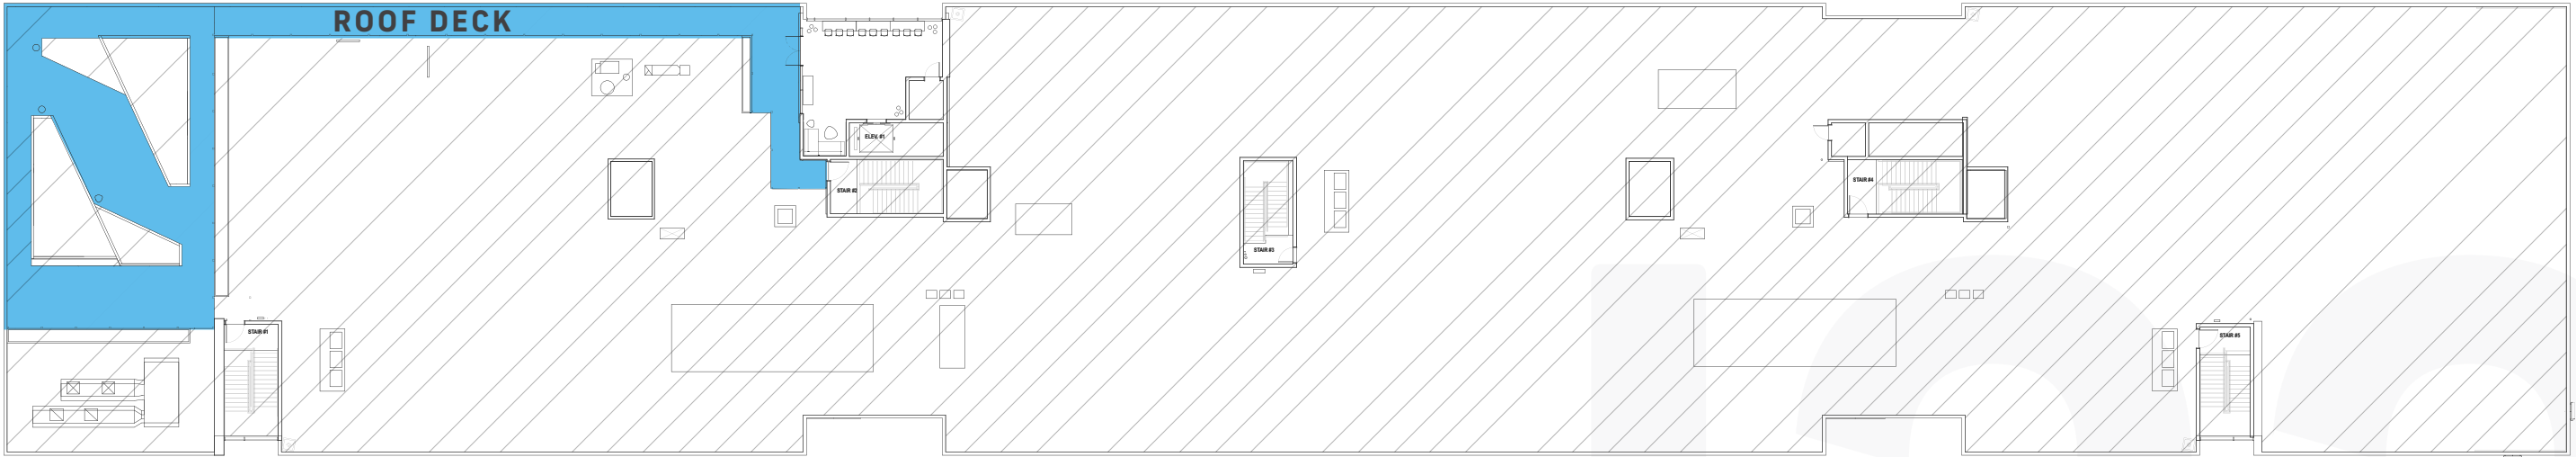 ROOF DECK
ELEV. #1
STAIR #2
STAIR #4
STAIR #3
STAIR #1
STAIR #5